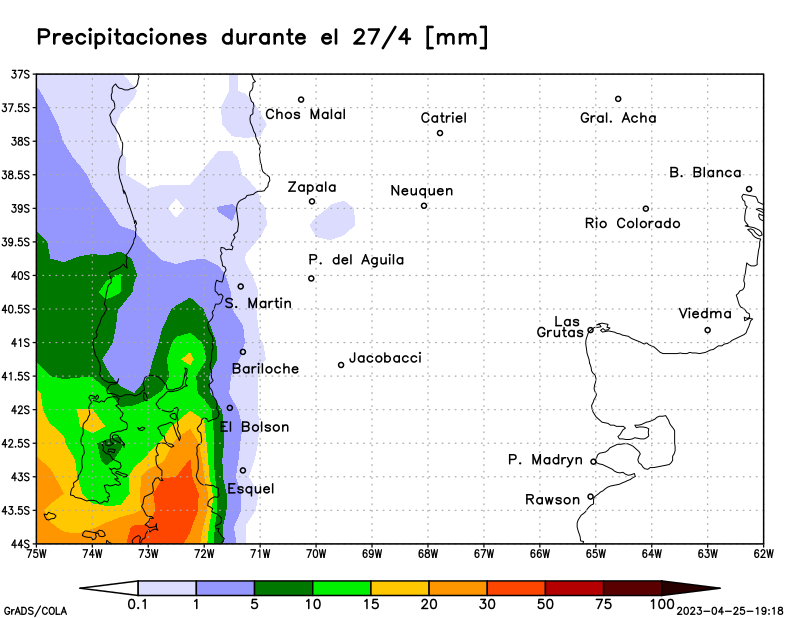 Precipitaciones durante el 27/4 [mm]
37S
37.5S
Chos Malal
Catriel
Gral. Acha
38S
38.5S
B. Blanca
Zapala
Neuquen
39S
Rio Colorado
39.5S
P. del Aguila
40S
S. Martin
40.5S
Viedma
Las
Grutas
41S
Bariloche
Jacobacci
41.5S
42S
El Bolson
42.5S
P. Madryn
43S
Esquel
Rawson
43.5S
44S
75W 74W 73W 72W 71W 70W 69W 68W 67W 66W 65W 64W 63W 62W
0.1 1 5 10 15 20 30 50 75 100
GrADS/COLA
2023-04-25-19:18